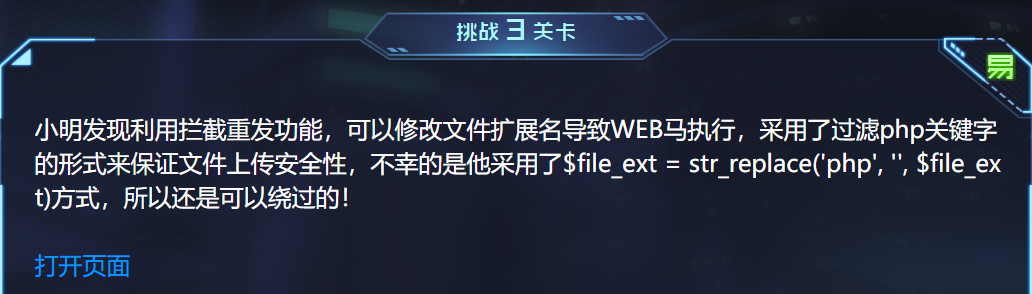 挑战 3 关卡
易
小明发现利用拦截重发功能，可以修改文件扩展名导致WEB马执行，采用了过滤php关键字
的形式来保证文件上传安全性，不幸的是他采用了$file_ext = str_replace('php', '', $file_ex
t)方式，所以还是可以绕过的！
打开页面